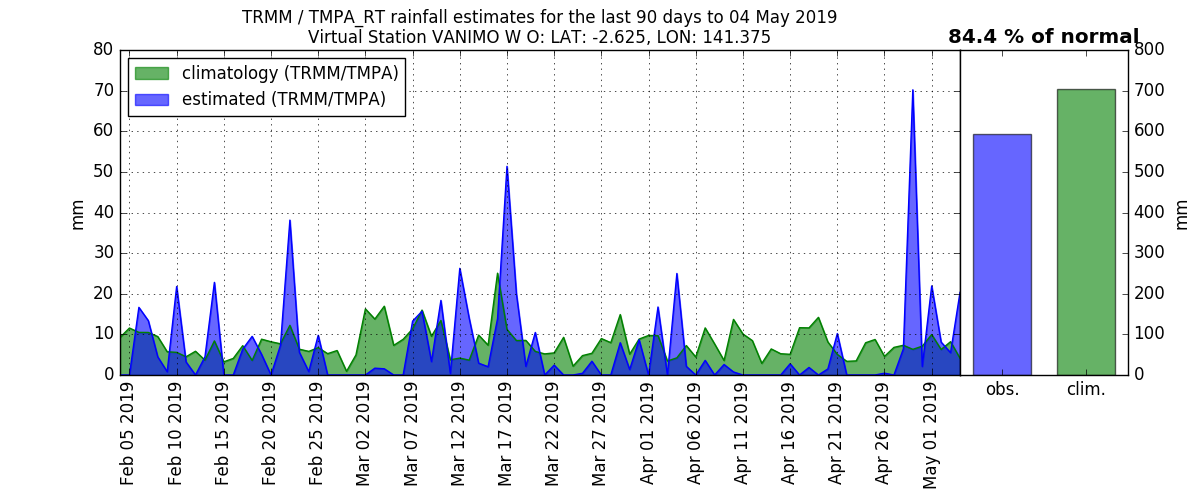 TRMM / TMPA_RT rainfall estimates for the last 90 days to 04 May 2019
Virtual Station VANIMO W O: LAT: -2.625, LON: 141.375
84.4 % of normal
climatology (TRMM/TMPA)
estimated (TRMM/TMPA)
80
70
60
50
40
30
20
10
0
mm
800
700
600
500
400
300
200
100
0
mm
obs.
clim.
Feb 05 2019
Feb 10 2019
Feb 15 2019
Feb 20 2019
Feb 25 2019
Mar 02 2019
Mar 07 2019
Mar 12 2019
Mar 17 2019
Mar 22 2019
Mar 27 2019
Apr 01 2019
Apr 06 2019
Apr 11 2019
Apr 16 2019
Apr 21 2019
Apr 26 2019
May 01 2019